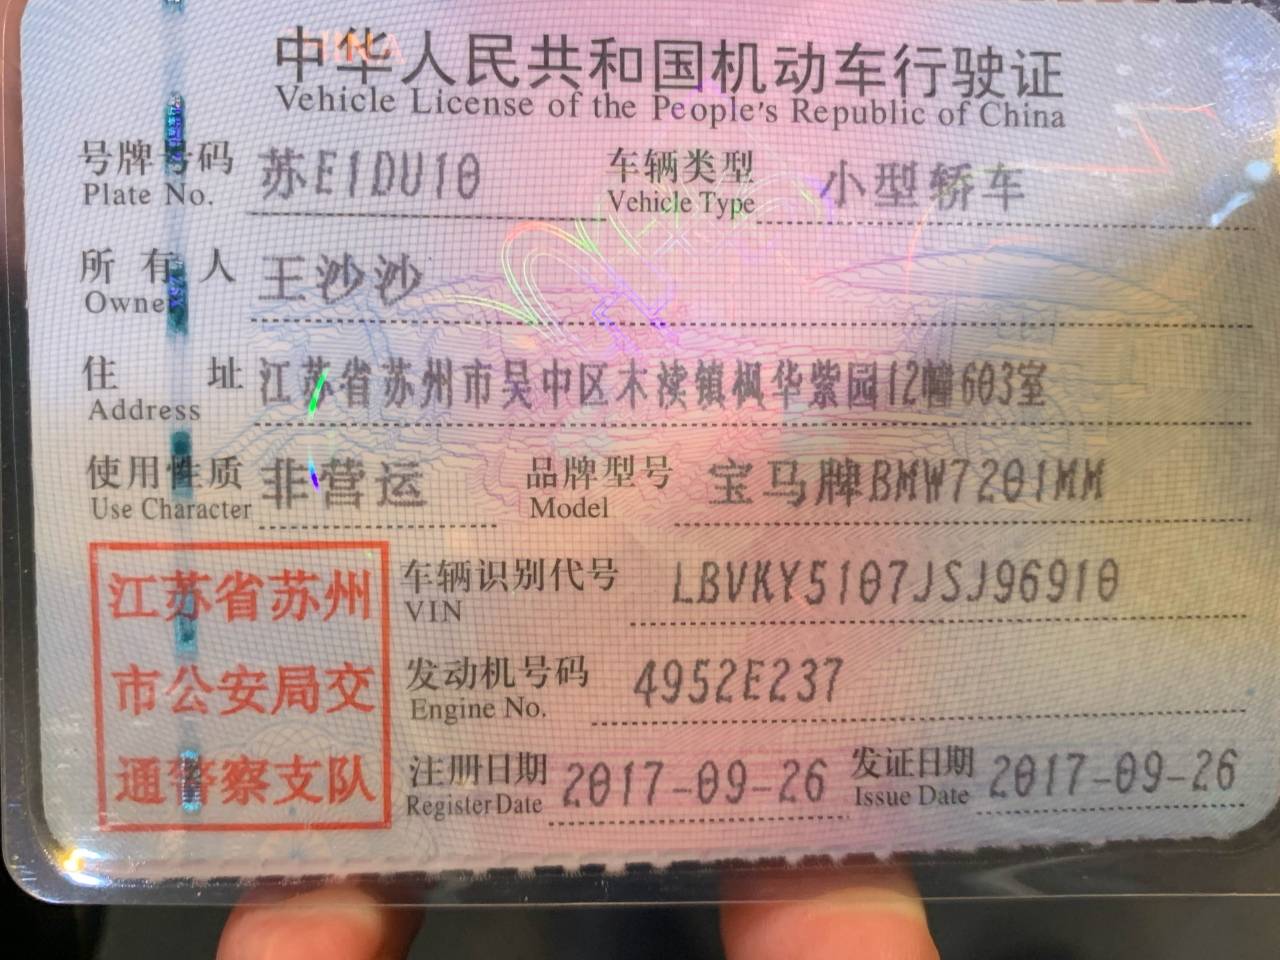 中华人民共和国机动车行驶证
Vehicle License of the People's Republic of China
号牌号码 苏E1DU10 车辆类型 小型轿车
Plate No. Vehicle Type
所有人 王沙沙
Owner
住址 江苏省苏州市吴中区木渎镇枫华紫园12幢603室
Address
使用性质 非营运 品牌型号 宝马牌BMW7201MM
Use Character Model
江苏省苏州
市公安局交
通警察支队
车辆识别代号 LBVKY5107JSJ96910
VIN
发动机号码 4952E237
Engine No.
注册日期 2017-09-26 发证日期 2017-09-26
Register Date Issue Date